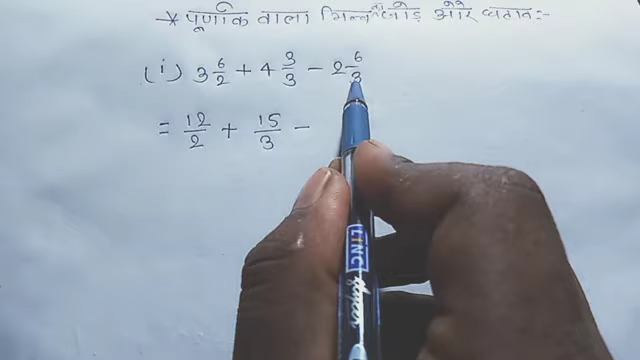 * पूर्णांक वाला भिन्न का जोड़ और घटाव:-
(i) 3 6/2 + 4 3/3 - 2 6/3
= 12/2 + 15/3 -
LINC